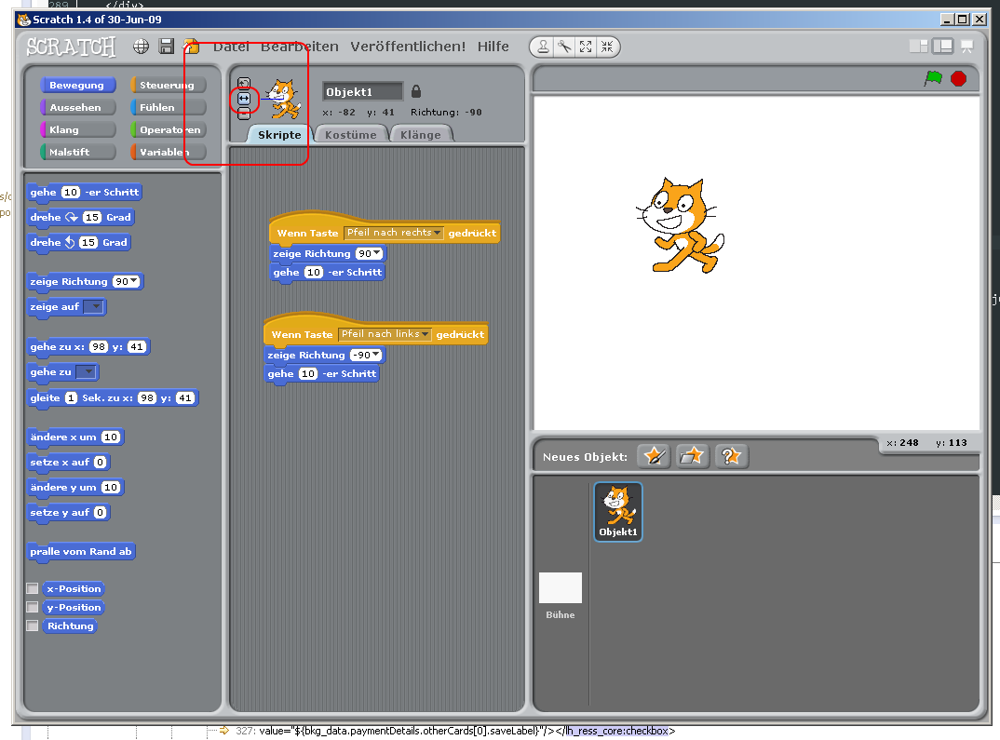 289 </div>
Scratch 1.4 of 30-Jun-09
SCRATCH Datei Bearbeiten Veröffentlichen! Hilfe
Bewegung Steuerung
Aussehen Fühlen
Klang Operatoren
Malstift Variablen
Objekt1
x: -82 y: 41 Richtung: -90
Skripte Kostüme Klänge
gehe 10 -er Schritt
drehe 15 Grad
drehe 15 Grad
zeige Richtung 90
zeige auf
gehe zu x: 98 y: 41
gehe zu
gleite 1 Sek. zu x: 98 y: 41
ändere x um 10
setze x auf 0
ändere y um 10
setze y auf 0
pralle vom Rand ab
x-Position
y-Position
Richtung
Wenn Taste Pfeil nach rechts gedrückt
zeige Richtung 90
gehe 10 -er Schritt
Wenn Taste Pfeil nach links gedrückt
zeige Richtung -90
gehe 10 -er Schritt
x: 248 y: 113
Neues Objekt:
Objekt1
Bühne
327: value="${bkg_data.paymentDetails.otherCards[0].saveLabel}"/></lh_ress_core:checkbox>